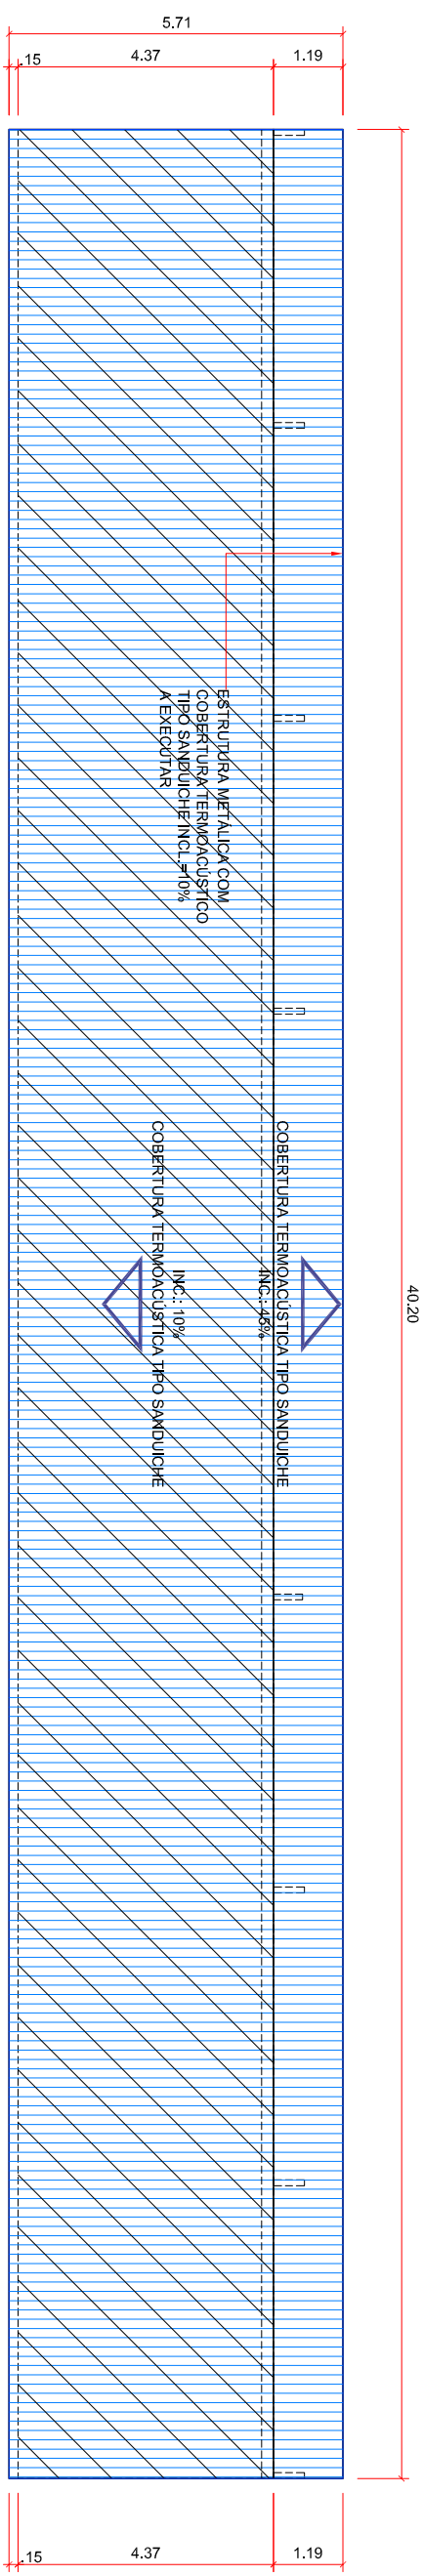 5.71
.15
4.37
1.19
40.20
ESTRUTURA METÁLICA COM
COBERTURA TERMOACÚSTICO
TIPO SANDUICHE INCL.=10%
A EXECUTAR
COBERTURA TERMOACÚSTICA TIPO SANDUICHE
INC.: 45%
INC.: 10%
COBERTURA TERMOACÚSTICA TIPO SANDUICHE
.15
4.37
1.19